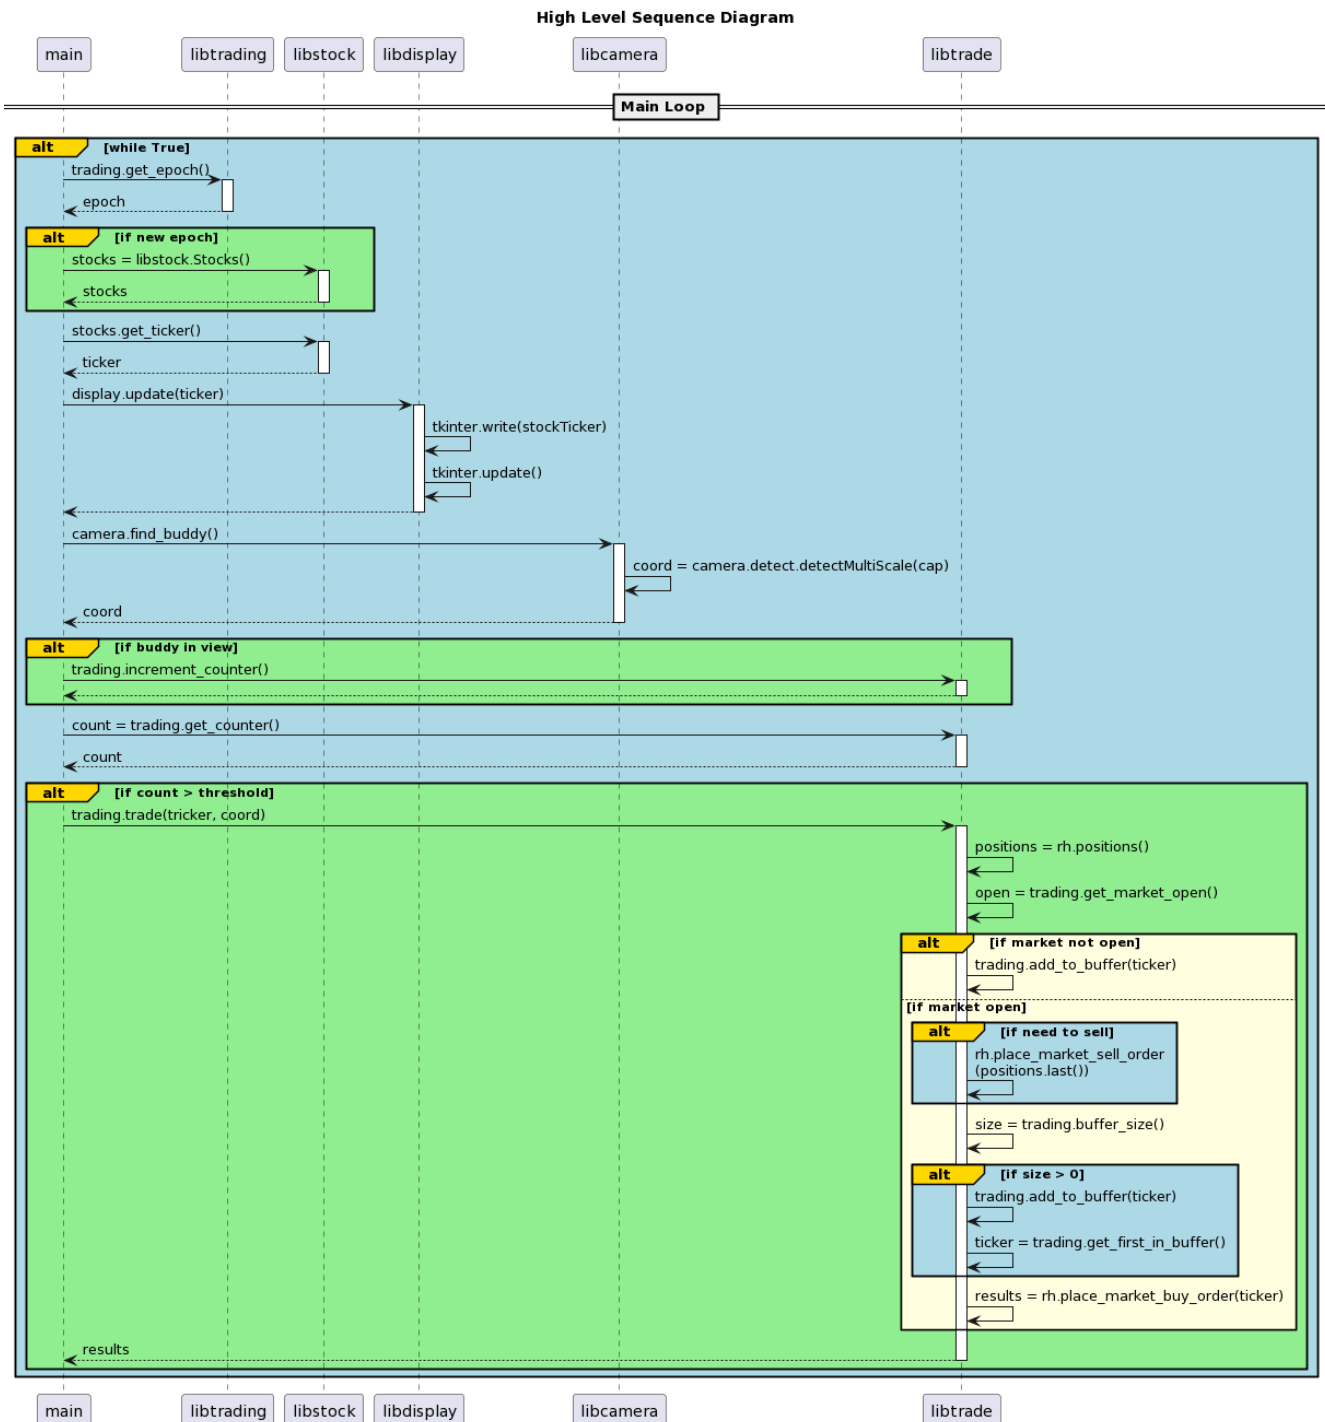 High Level Sequence Diagram
main
libtrading
libstock
libdisplay
libcamera
libtrade
Main Loop
alt [while True]
trading.get_epoch()
epoch
alt [if new epoch]
stocks = libstock.Stocks()
stocks
stocks.get_ticker()
ticker
display.update(ticker)
tkinter.write(stockTicker)
tkinter.update()
camera.find_buddy()
coord = camera.detect.detectMultiScale(cap)
coord
alt [if buddy in view]
trading.increment_counter()
count = trading.get_counter()
count
alt [if count > threshold]
trading.trade(tricker, coord)
positions = rh.positions()
open = trading.get_market_open()
alt [if market not open]
trading.add_to_buffer(ticker)
[if market open]
alt [if need to sell]
rh.place_market_sell_order
(positions.last())
size = trading.buffer_size()
alt [if size > 0]
trading.add_to_buffer(ticker)
ticker = trading.get_first_in_buffer()
results = rh.place_market_buy_order(ticker)
results
main
libtrading
libstock
libdisplay
libcamera
libtrade